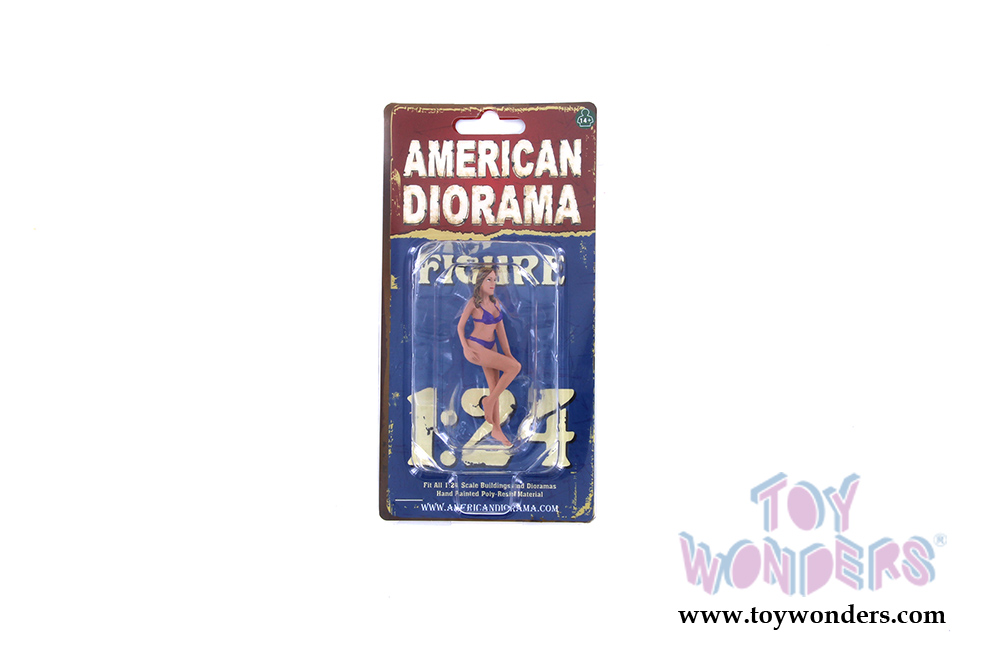 14+
AMERICAN
DIORAMA
FIGURE
1:24
Fit All 1:24 Scale Buildings and Dioramas
Hand Painted Poly-Resin Material
WWW.AMERICANDIORAMA.COM
TOY
WONDERS®
www.toywonders.com